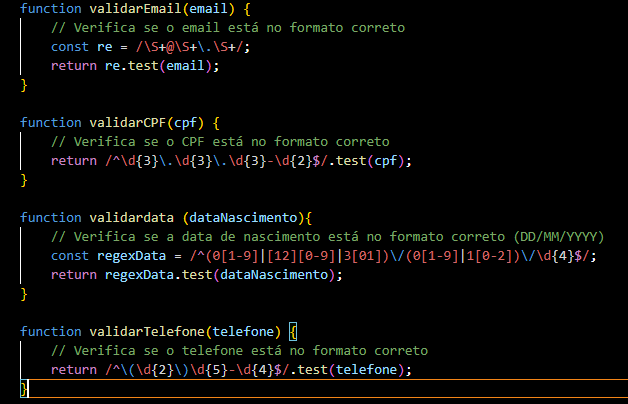 function validarEmail(email) {
    // Verifica se o email está no formato correto
    const re = /\S+@\S+\.\S+/;
    return re.test(email);
}

function validarCPF(cpf) {
    // Verifica se o CPF está no formato correto
    return /^\d{3}\.\d{3}\.\d{3}-\d{2}$/.test(cpf);
}

function validardata (dataNascimento){
    // Verifica se a data de nascimento está no formato correto (DD/MM/YYYY)
    const regexData = /^(0[1-9]|[12][0-9]|3[01])\/(0[1-9]|1[0-2])\/\d{4}$/;
    return regexData.test(dataNascimento);
}

function validarTelefone(telefone) {
    // Verifica se o telefone está no formato correto
    return /^\(\d{2}\)\d{5}-\d{4}$/.test(telefone);
}